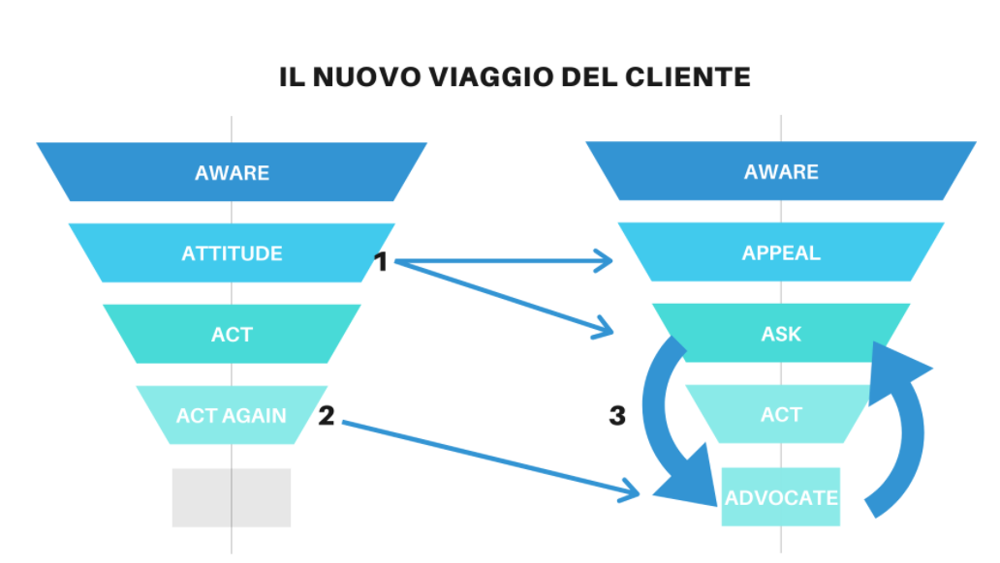 IL NUOVO VIAGGIO DEL CLIENTE
AWARE
ATTITUDE
1
ACT
ACT AGAIN
2
AWARE
APPEAL
ASK
3
ACT
ADVOCATE